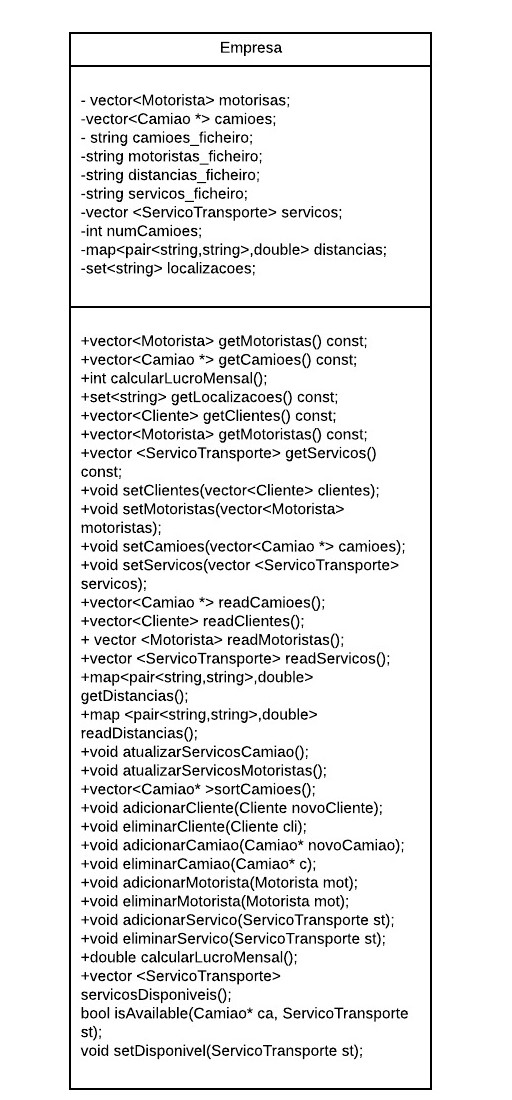 Empresa
- vector<Motorista> motorisas;
-vector<Camiao *> camioes;
- string camioes_ficheiro;
-string motoristas_ficheiro;
-string distancias_ficheiro;
-string servicos_ficheiro;
-vector <ServicoTransporte> servicos;
-int numCamioes;
-map<pair<string,string>,double> distancias;
-set<string> localizacoes;
+vector<Motorista> getMotoristas() const;
+vector<Camiao *> getCamioes() const;
+int calcularLucroMensal();
+set<string> getLocalizacoes() const;
+vector<Cliente> getClientes() const;
+vector<Motorista> getMotoristas() const;
+vector <ServicoTransporte> getServicos()
const;
+void setClientes(vector<Cliente> clientes);
+void setMotoristas(vector<Motorista>
motoristas);
+void setCamioes(vector<Camiao *> camioes);
+void setServicos(vector <ServicoTransporte>
servicos);
+vector<Camiao *> readCamioes();
+vector<Cliente> readClientes();
+ vector <Motorista> readMotoristas();
+vector <ServicoTransporte> readServicos();
+map<pair<string,string>,double>
getDistancias();
+map <pair<string,string>,double>
readDistancias();
+void atualizarServicosCamiao();
+void atualizarServicosMotoristas();
+vector<Camiao* >sortCamioes();
+void adicionarCliente(Cliente novoCliente);
+void eliminarCliente(Cliente cli);
+void adicionarCamiao(Camiao* novoCamiao);
+void eliminarCamiao(Camiao* c);
+void adicionarMotorista(Motorista mot);
+void eliminarMotorista(Motorista mot);
+void adicionarServico(ServicoTransporte st);
+void eliminarServico(ServicoTransporte st);
+double calcularLucroMensal();
+vector <ServicoTransporte>
servicosDisponiveis();
bool isAvailable(Camiao* ca, ServicoTransporte
st);
void setDisponivel(ServicoTransporte st);